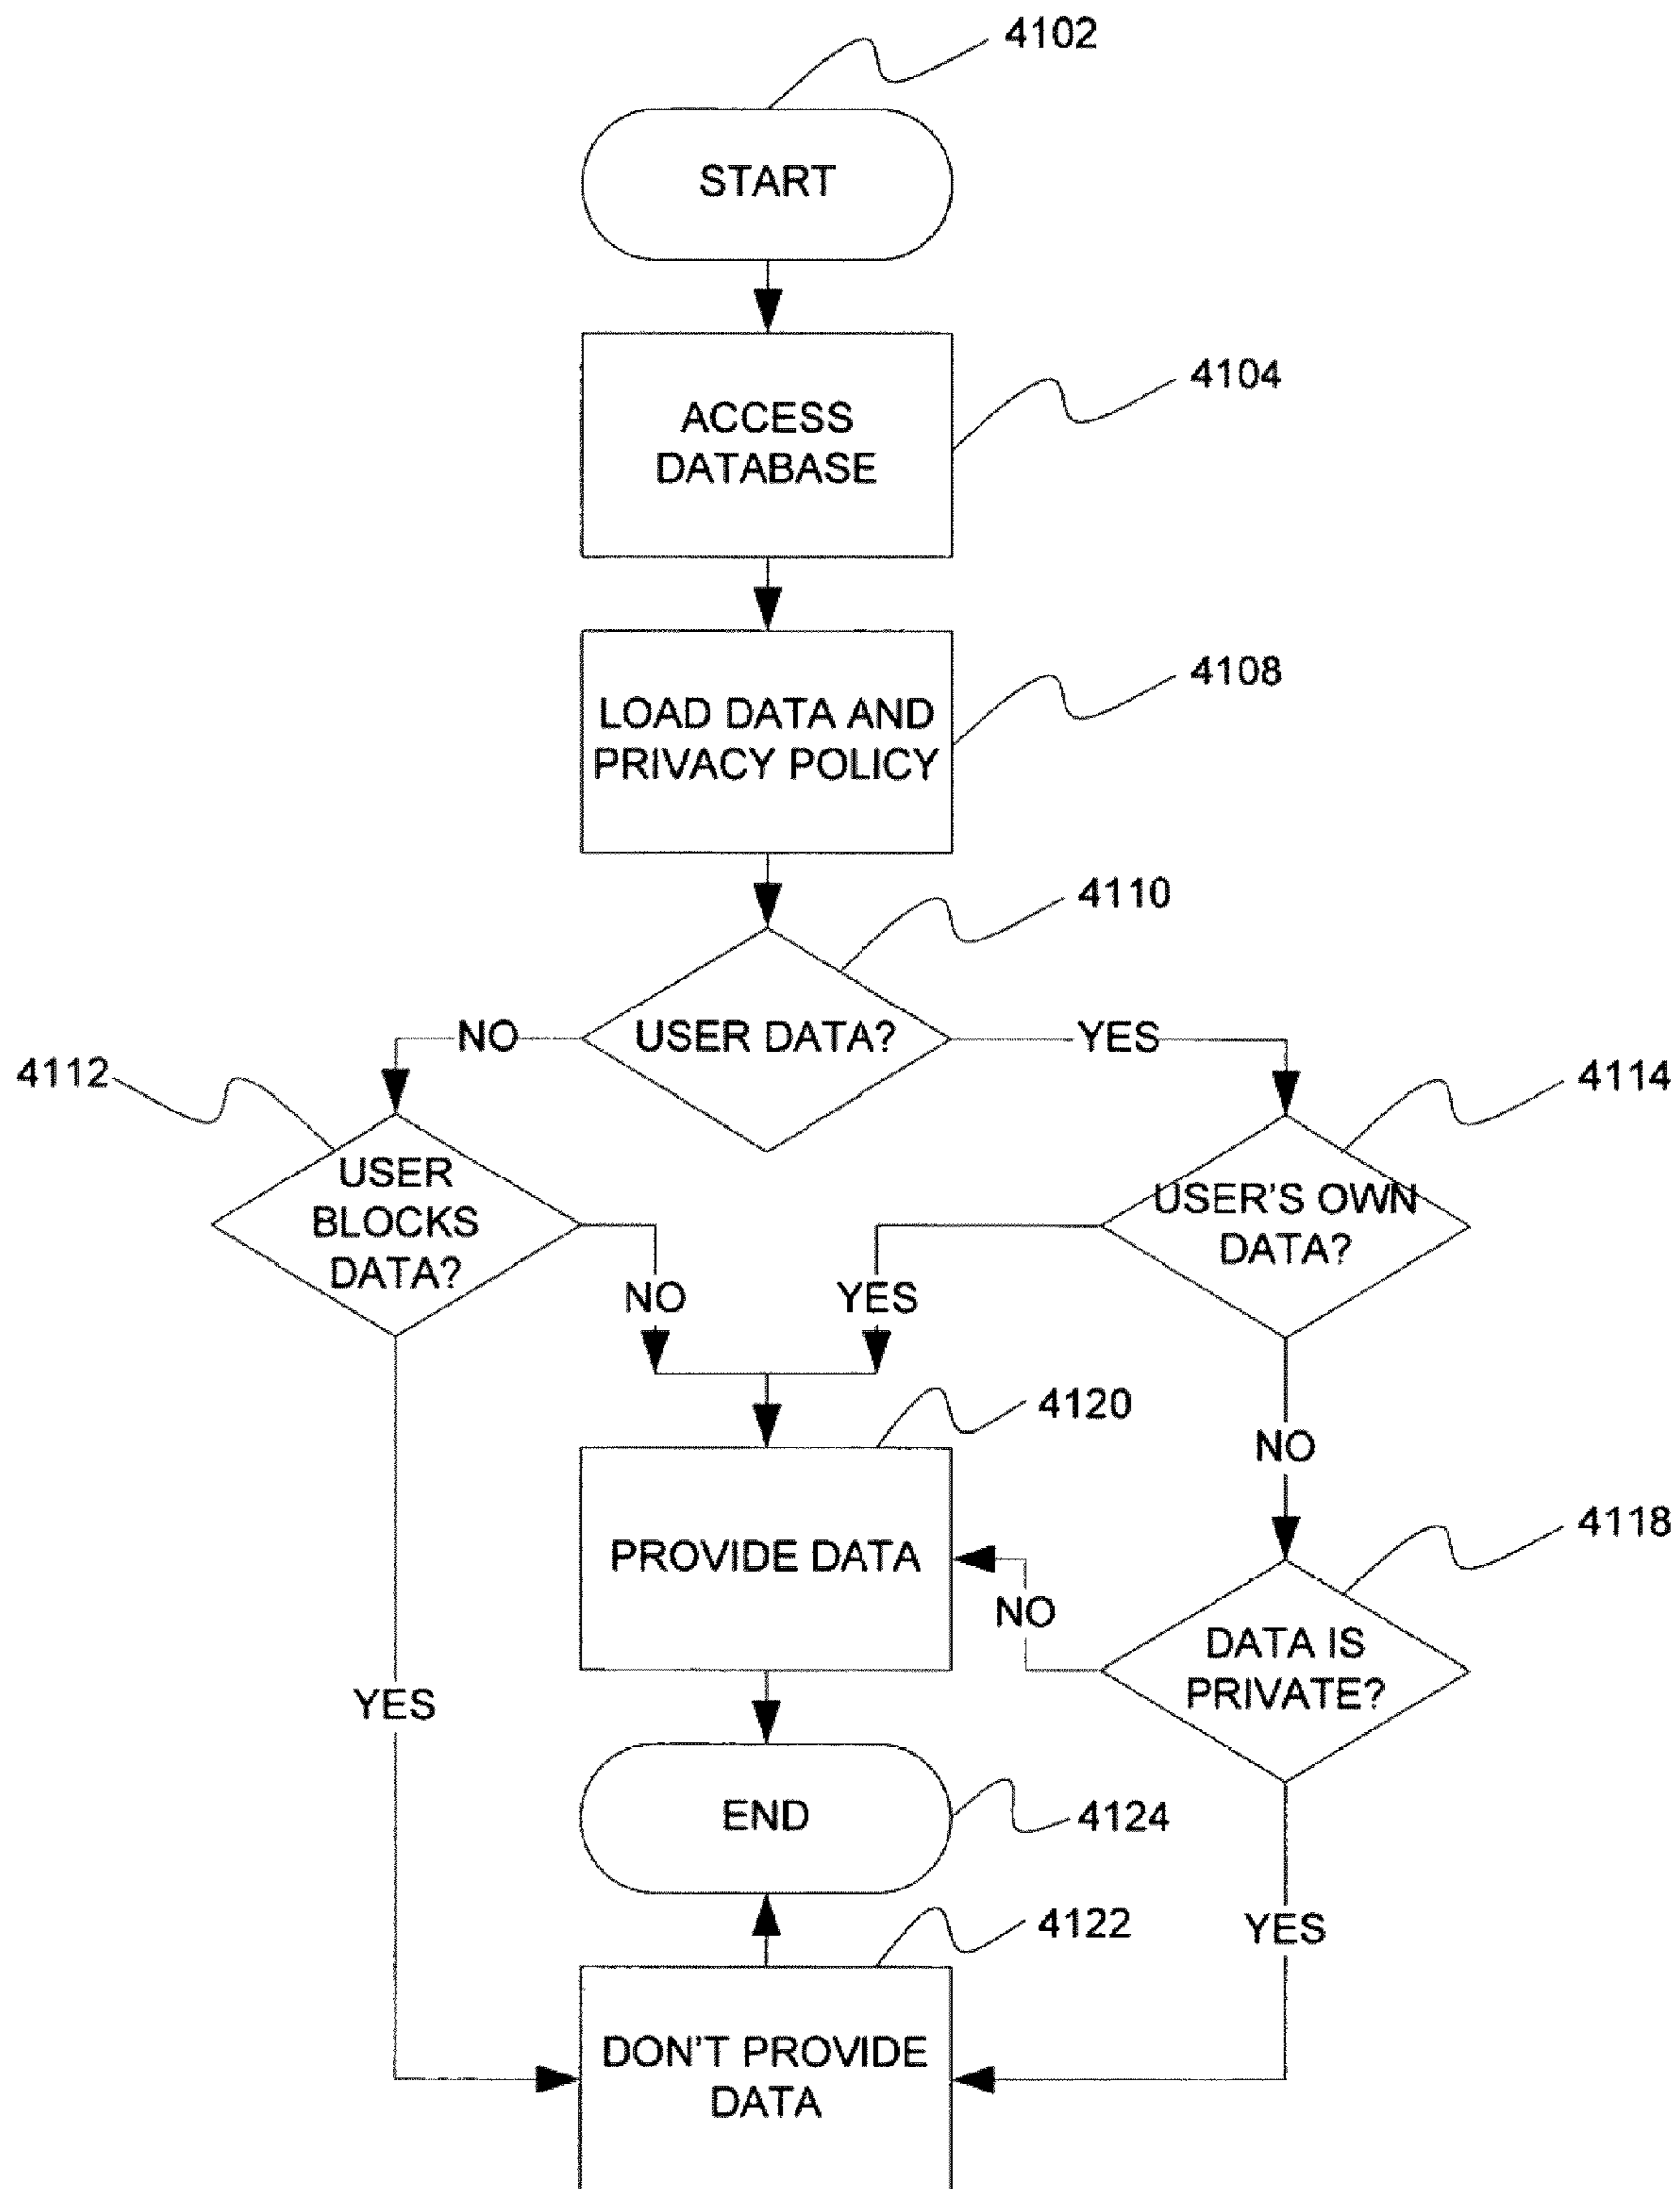 4102
START
4104
ACCESS
DATABASE
4108
LOAD DATA AND
PRIVACY POLICY
4110
USER DATA?
NO
YES
4112
4114
USER
BLOCKS
DATA?
USER'S OWN
DATA?
NO
YES
4120
NO
4118
PROVIDE DATA
NO
DATA IS
PRIVATE?
YES
END
4124
4122
YES
DON'T PROVIDE
DATA